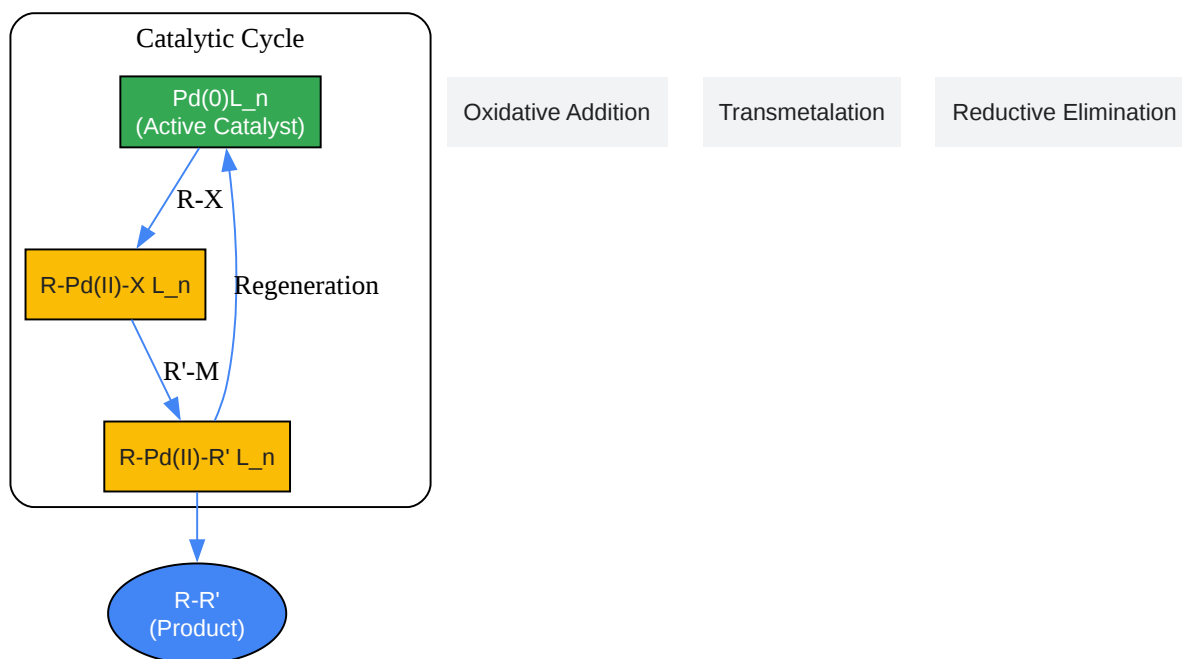 Catalytic Cycle
Pd(0)L_n
(Active Catalyst)
Oxidative Addition
Transmetalation
Reductive Elimination
R-X
R-Pd(II)-X L_n
Regeneration
R'-M
R-Pd(II)-R' L_n
R-R'
(Product)